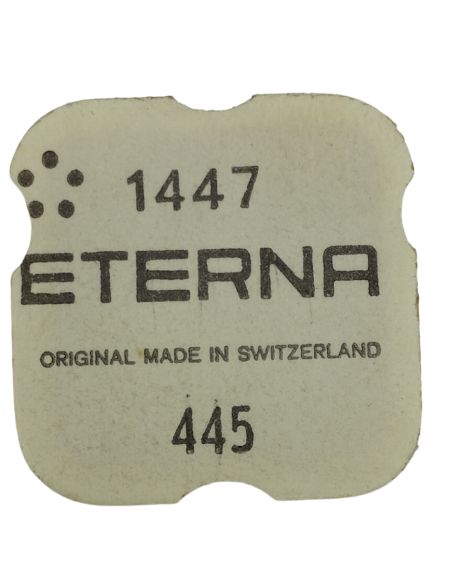 1447
ETERNA
ORIGINAL MADE IN SWITZERLAND
445